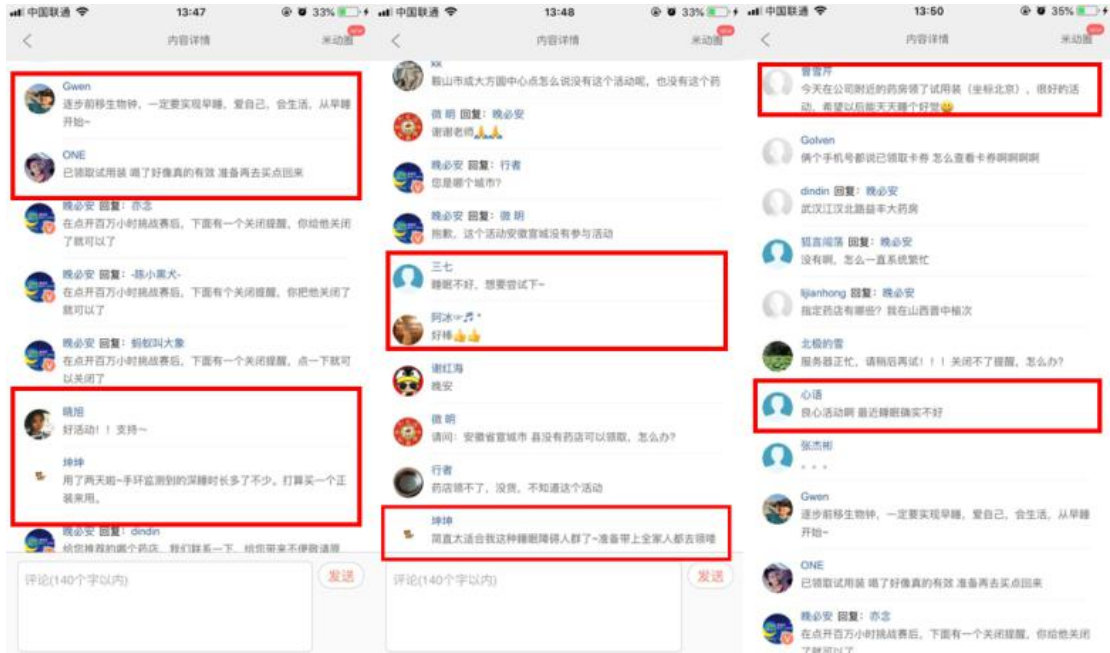 中国联通
13:47
33%
内容详情
米动圈
Gwen
逐步前移生物钟，一定要实现早睡，爱自己，会生活，从早睡
开始~
ONE
已领取试用装 喝了好像真的有效 准备再去买点回来
晚必安 回复：亦念
在点开百万小时挑战赛后，下面有一个关闭提醒，你给他关闭
了就可以了
晚必安 回复：-陈小黑犬-
在点开百万小时挑战赛后，下面有个关闭提醒，你把他关闭了
就可以了
晚必安 回复：蚂蚁叫大象
在点开百万小时挑战赛后，下面有一个关闭提醒，点一下就可
以关闭了
晓旭
好活动！！支持~
坤坤
用了两天啦~手环监测到的深睡时长多了不少。打算买一个正
装来用。
晚必安 回复：dindin
给您推荐的哪个药店，我们联系一下，给您带来不便敬请原
评论(140个字以内)
发送
中国联通
13:48
33%
内容详情
米动圈
xx
鞍山市成大方圆中心点怎么说没有这个活动呢，也没有这个药
微 明 回复：晚必安
谢谢老师🙏🙏
晚必安 回复：行者
您是哪个城市？
晚必安 回复：微 明
抱歉，这个活动安徽宣城没有参与活动
三七
睡眠不好，想要尝试下~
阿冰
好棒👍👍
谢红海
晚安
微 明
请问：安徽省宣城市 县没有药店可以领取，怎么办？
行者
药店领不了，没货，不知道这个活动
坤坤
简直太适合我这种睡眠障碍人群了~准备带上全家人都去领喽
评论(140个字以内)
发送
中国联通
13:50
35%
内容详情
米动圈
曾雪芹
今天在公司附近的药房领了试用装（坐标北京），很好的活
动、希望以后能天天睡个好觉😄
Golven
俩个手机号都说已领取卡券 怎么查看卡券啊啊啊啊
dindin 回复：晚必安
武汉江汉北路益丰大药房
狐言闯荡 回复：晚必安
没有啊，怎么一直系统繁忙
lijianhong 回复：晚必安
指定药店有哪些？我在山西晋中榆次
北极的雪
服务器正忙，请稍后再试！！！关闭不了提醒，怎么办？
心语
良心活动啊 最近睡眠确实不好
张杰彬
。。。
Gwen
逐步前移生物钟，一定要实现早睡，爱自己，会生活，从早睡
开始~
ONE
已领取试用装 喝了好像真的有效 准备再去买点回来
晚必安 回复：亦念
在点开百万小时挑战赛后，下面有一个关闭提醒，你给他关闭
了就可以了